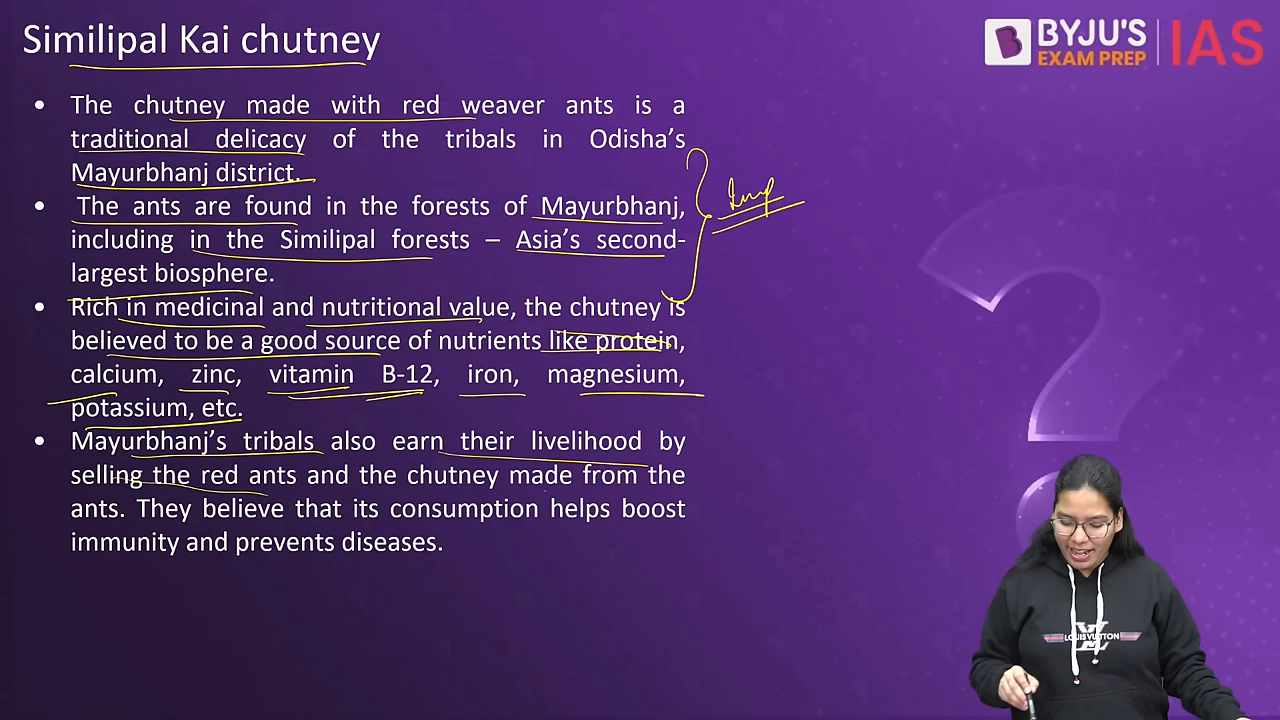 Similipal Kai chutney
BYJU'S
EXAM PREP
IAS
• The chutney made with red weaver ants is a
traditional delicacy of the tribals in Odisha’s
Mayurbhanj district.
• The ants are found in the forests of Mayurbhanj,
including in the Similipal forests – Asia’s second-
largest biosphere.
Imp
• Rich in medicinal and nutritional value, the chutney is
believed to be a good source of nutrients like protein,
calcium, zinc, vitamin B-12, iron, magnesium,
potassium, etc.
• Mayurbhanj’s tribals also earn their livelihood by
selling the red ants and the chutney made from the
ants. They believe that its consumption helps boost
immunity and prevents diseases.
LOUIS VUITTON